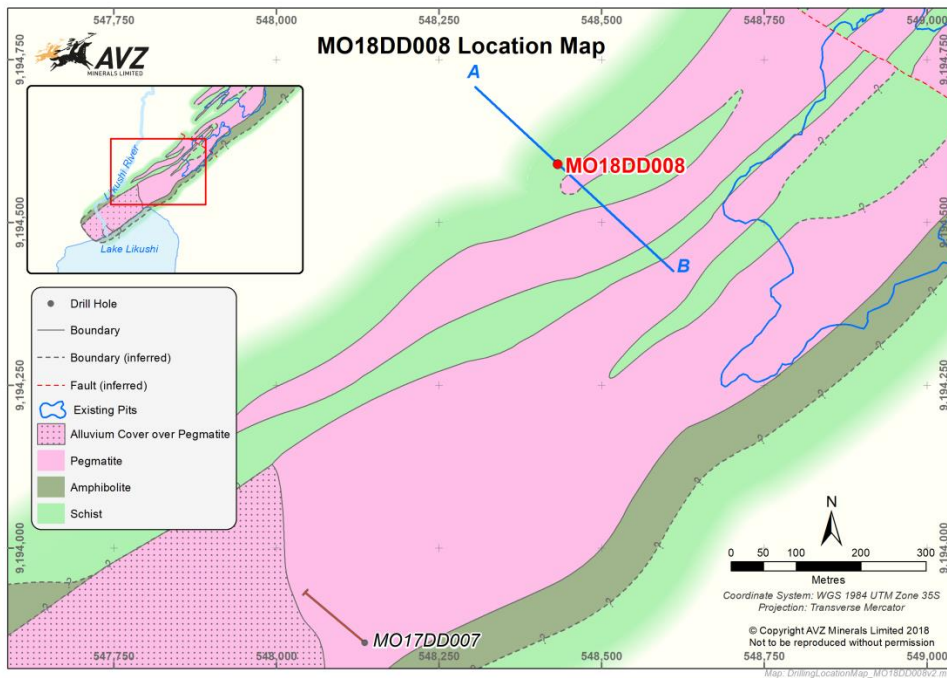 547,750
548,000
548,250
548,500
548,750
549,000
9,194,750
9,194,750
AVZ
MINERALS LIMITED
MO18DD008 Location Map
A
MO18DD008
B
Likushi River
Lake Likushi
9,194,500
9,194,500
Drill Hole
Boundary
Boundary (inferred)
Fault (inferred)
Existing Pits
Alluvium Cover over Pegmatite
Pegmatite
Amphibolite
Schist
9,194,250
9,194,250
9,194,000
9,194,000
N
0 50 100 200 300
Metres
Coordinate System: WGS 1984 UTM Zone 35S
Projection: Transverse Mercator
© Copyright AVZ Minerals Limited 2018
Not to be reproduced without permission
MO17DD007
547,750
548,000
548,250
548,500
548,750
549,000
Map: DrillingLocationMap_MO18DD008v2.m